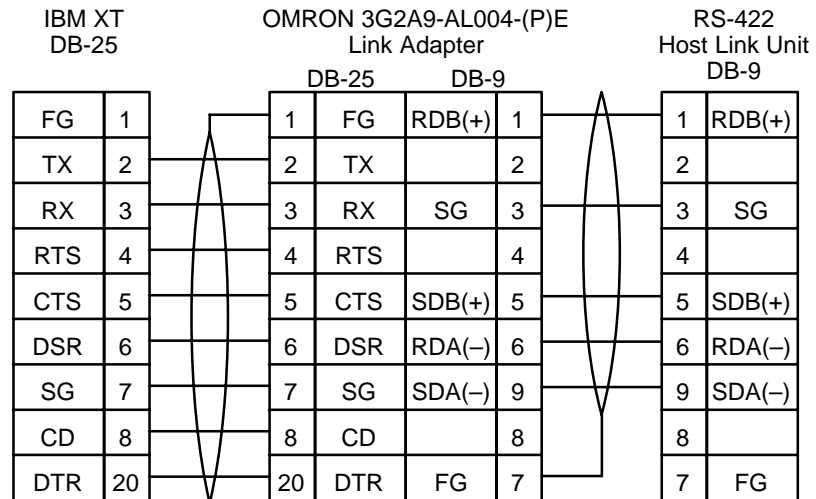 IBM XT
DB-25
OMRON 3G2A9-AL004-(P)E
Link Adapter
DB-25 DB-9
RS-422
Host Link Unit
DB-9
FG 1 1 FG RDB(+) 1 1 RDB(+)
TX 2 2 TX 2 2
RX 3 3 RX SG 3 3 SG
RTS 4 4 RTS 4 4
CTS 5 5 CTS SDB(+) 5 5 SDB(+)
DSR 6 6 DSR RDA(–) 6 6 RDA(–)
SG 7 7 SG SDA(–) 9 9 SDA(–)
CD 8 8 CD 8 8
DTR 20 20 DTR FG 7 7 FG